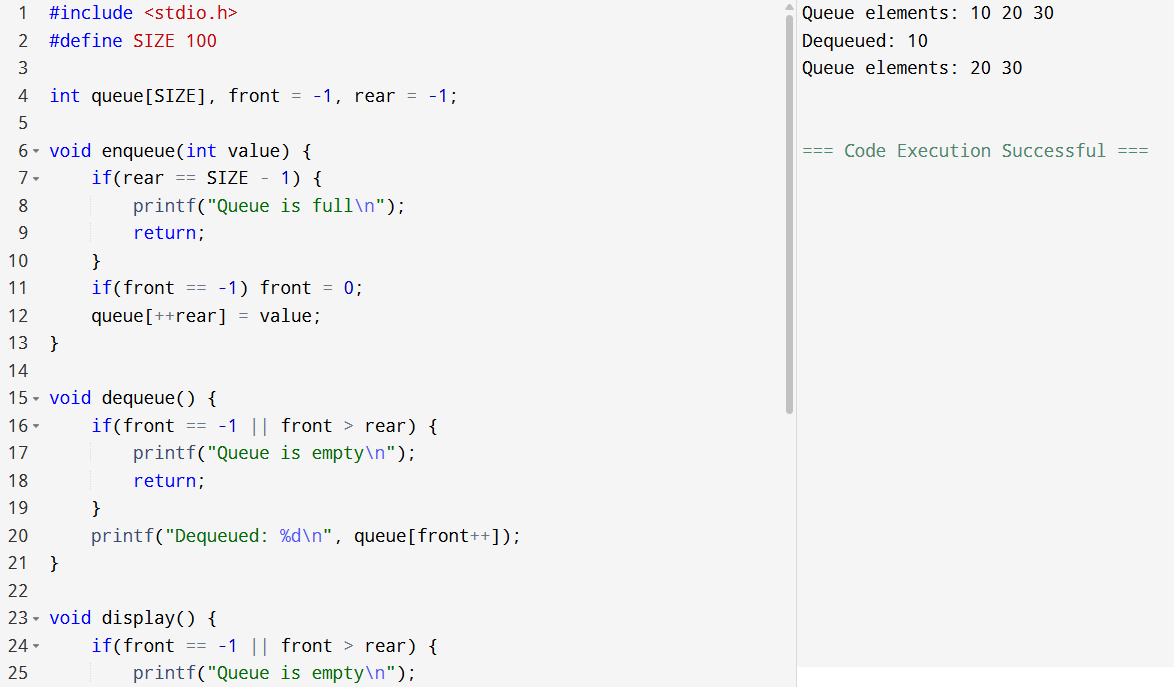 1 #include <stdio.h>
2 #define SIZE 100
3
4 int queue[SIZE], front = -1, rear = -1;
5
6 void enqueue(int value) {
7     if(rear == SIZE - 1) {
8         printf("Queue is full\n");
9         return;
10     }
11     if(front == -1) front = 0;
12     queue[++rear] = value;
13 }
14
15 void dequeue() {
16     if(front == -1 || front > rear) {
17         printf("Queue is empty\n");
18         return;
19     }
20     printf("Dequeued: %d\n", queue[front++]);
21 }
22
23 void display() {
24     if(front == -1 || front > rear) {
25         printf("Queue is empty\n");
Queue elements: 10 20 30
Dequeued: 10
Queue elements: 20 30
=== Code Execution Successful ===